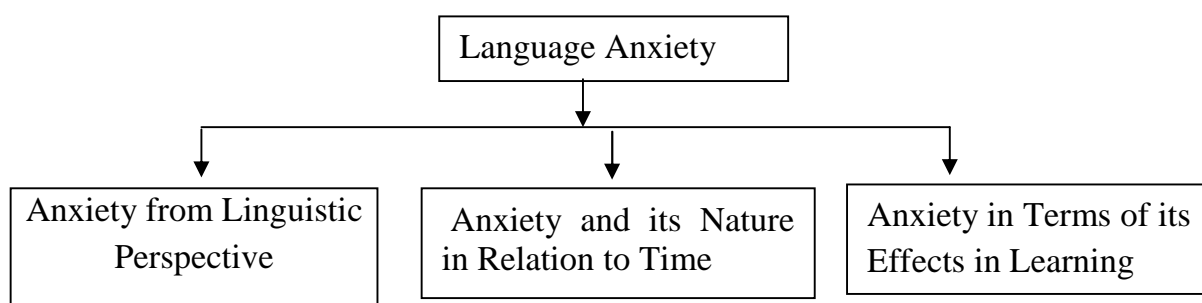 Language Anxiety
Anxiety from Linguistic
Perspective
Anxiety and its Nature
in Relation to Time
Anxiety in Terms of its
Effects in Learning